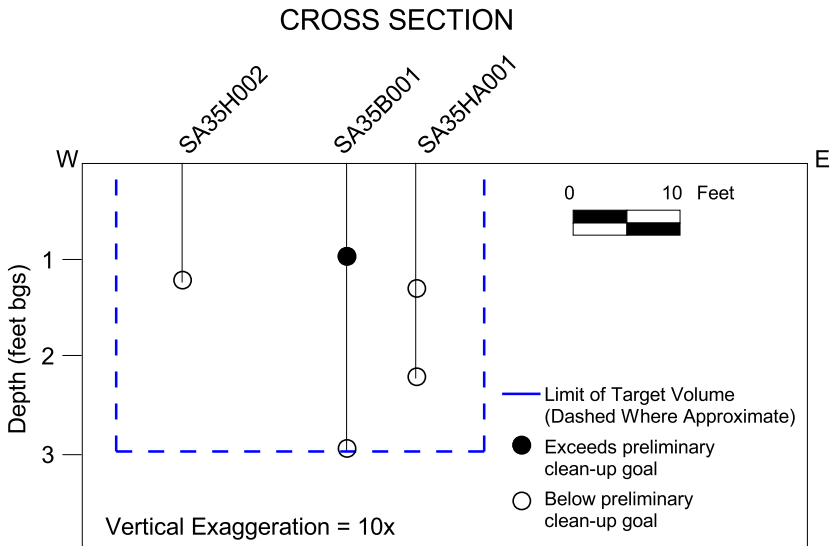 CROSS SECTION
SA35H002
SA35B001
SA35HA001
W
E
0 10 Feet
1
2
3
Depth (feet bgs)
Limit of Target Volume
(Dashed Where Approximate)
Exceeds preliminary
clean-up goal
Below preliminary
clean-up goal
Vertical Exaggeration = 10x